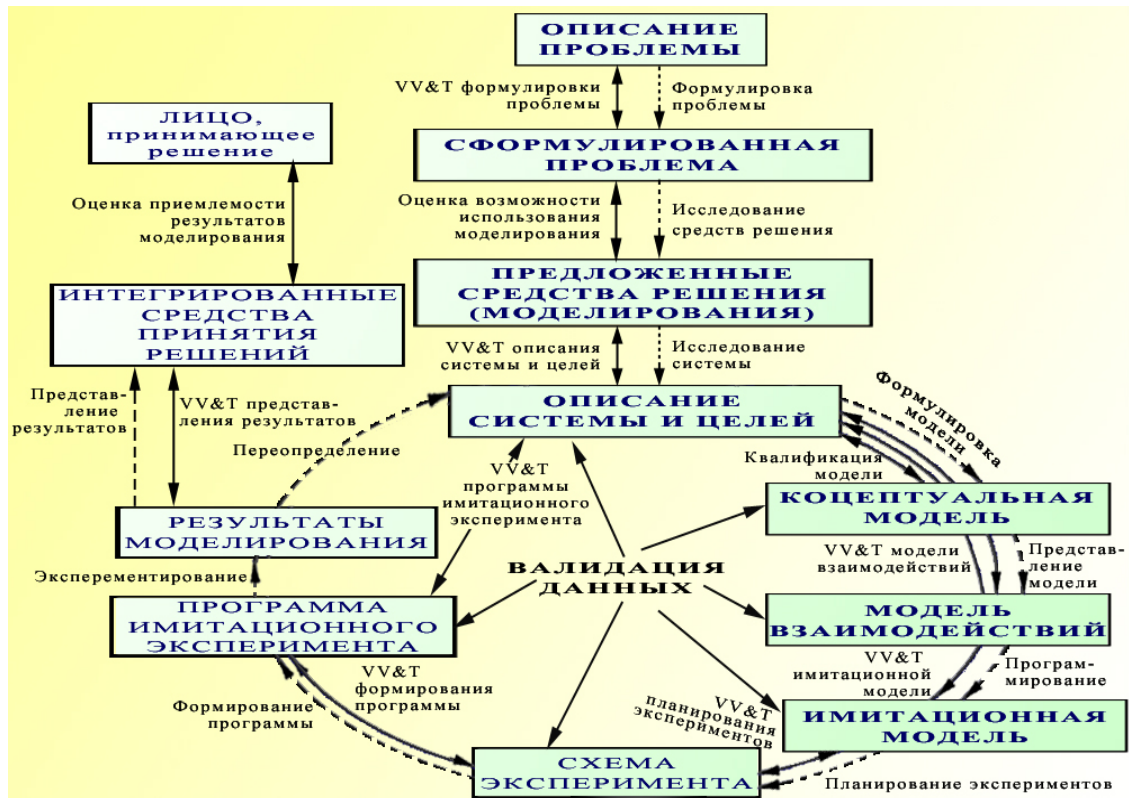 ОПИСАНИЕ
ПРОБЛЕМЫ
VV&T формулировки
проблемы
Формулировка
проблемы
ЛИЦО,
принимающее
решение
СФОРМУЛИРОВАННАЯ
ПРОБЛЕМА
Оценка приемлемости
результатов
моделирования
Оценка возможности
использования
моделирования
Исследование
средств решения
ИНТЕГРИРОВАННЫЕ
СРЕДСТВА
ПРИНЯТИЯ
РЕШЕНИЙ
ПРЕДЛОЖЕННЫЕ
СРЕДСТВА РЕШЕНИЯ
(МОДЕЛИРОВАНИЯ)
VV&T описания
системы и целей
Исследование
системы
Представ-
ление
результатов
VV&T представ-
ления результатов
ОПИСАНИЕ
СИСТЕМЫ И ЦЕЛЕЙ
Формулировка
модели
Переопределение
VV&T
программы
имитационного
эксперимента
Квалификация
модели
КОЦЕПТУАЛЬНАЯ
МОДЕЛЬ
РЕЗУЛЬТАТЫ
МОДЕЛИРОВАНИЯ
VV&T модели
взаимодействий
Представ-
ление
модели
Эксперементирование
ВАЛИДАЦИЯ
ДАННЫХ
ПРОГРАММА
ИМИТАЦИОННОГО
ЭКСПЕРИМЕНТА
МОДЕЛЬ
ВЗАИМОДЕЙСТВИЙ
VV&T
формирования
программы
Формирование
программы
VV&T
имитационной
модели
Програм-
мирование
VV&T
планирования
экспериментов
ИМИТАЦИОННАЯ
МОДЕЛЬ
СХЕМА
ЭКСПЕРИМЕНТА
Планирование экспериментов